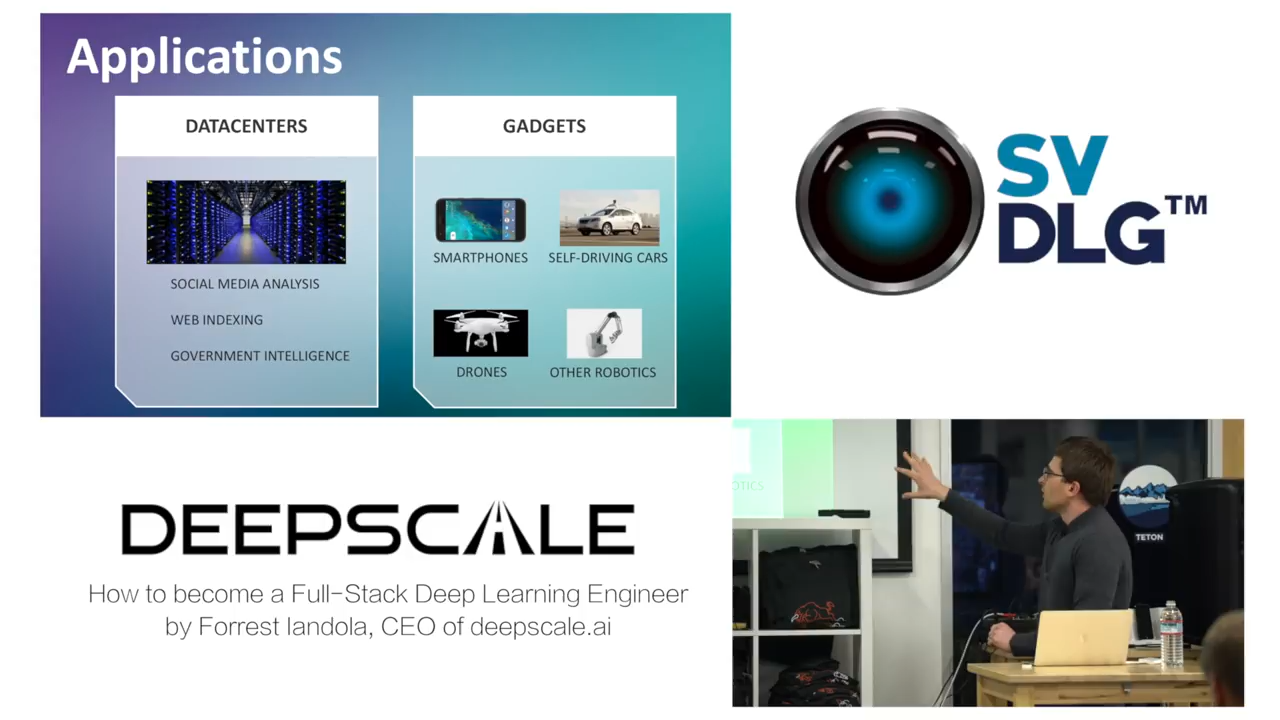 Applications
DATACENTERS
SOCIAL MEDIA ANALYSIS
WEB INDEXING
GOVERNMENT INTELLIGENCE
GADGETS
SMARTPHONES
SELF-DRIVING CARS
DRONES
OTHER ROBOTICS
SV
DLG™
DEEPSCALE
How to become a Full-Stack Deep Learning Engineer
by Forrest Iandola, CEO of deepscale.ai
OTICS
TETON